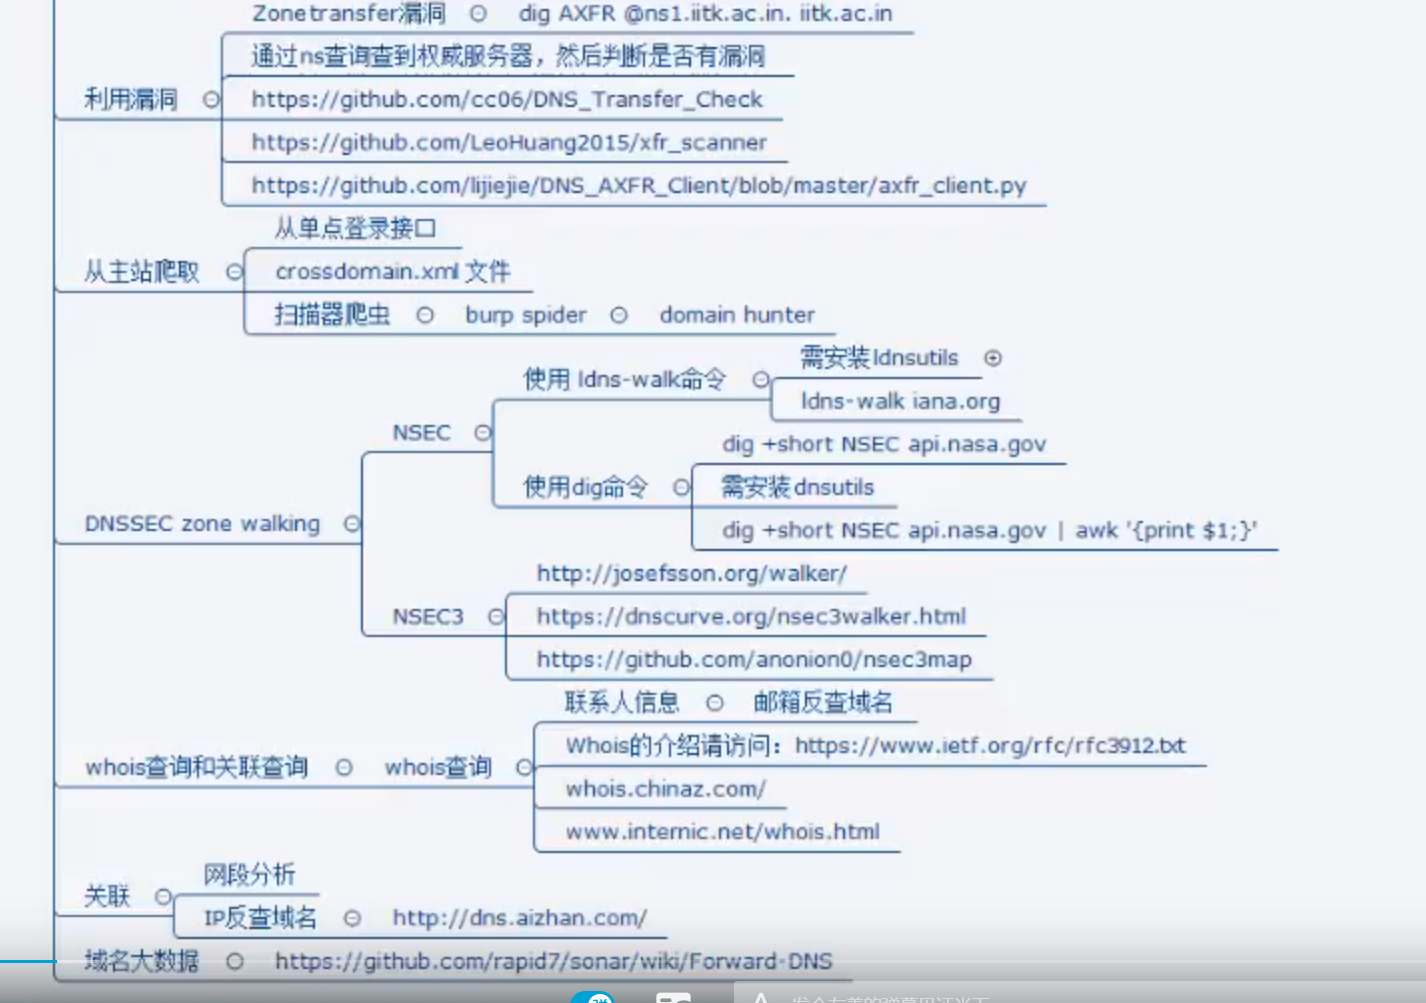 Zonetransfer漏洞 dig AXFR @ns1.iitk.ac.in. iitk.ac.in
通过ns查询查到权威服务器，然后判断是否有漏洞
利用漏洞 https://github.com/cc06/DNS_Transfer_Check
https://github.com/LeoHuang2015/xfr_scanner
https://github.com/lijiejie/DNS_AXFR_Client/blob/master/axfr_client.py
从单点登录接口
从主站爬取 crossdomain.xml 文件
扫描器爬虫 burp spider domain hunter
需安装ldnsutils
使用 ldns-walk命令
ldns-walk iana.org
NSEC
dig +short NSEC api.nasa.gov
使用dig命令 需安装dnsutils
DNSSEC zone walking
dig +short NSEC api.nasa.gov | awk '{print $1;}'
http://josefsson.org/walker/
NSEC3 https://dnscurve.org/nsec3walker.html
https://github.com/anonion0/nsec3map
联系人信息 邮箱反查域名
Whois的介绍请访问：https://www.ietf.org/rfc/rfc3912.txt
whois查询和关联查询 whois查询
whois.chinaz.com/
www.internic.net/whois.html
网段分析
关联
IP反查域名 http://dns.aizhan.com/
域名大数据 https://github.com/rapid7/sonar/wiki/Forward-DNS